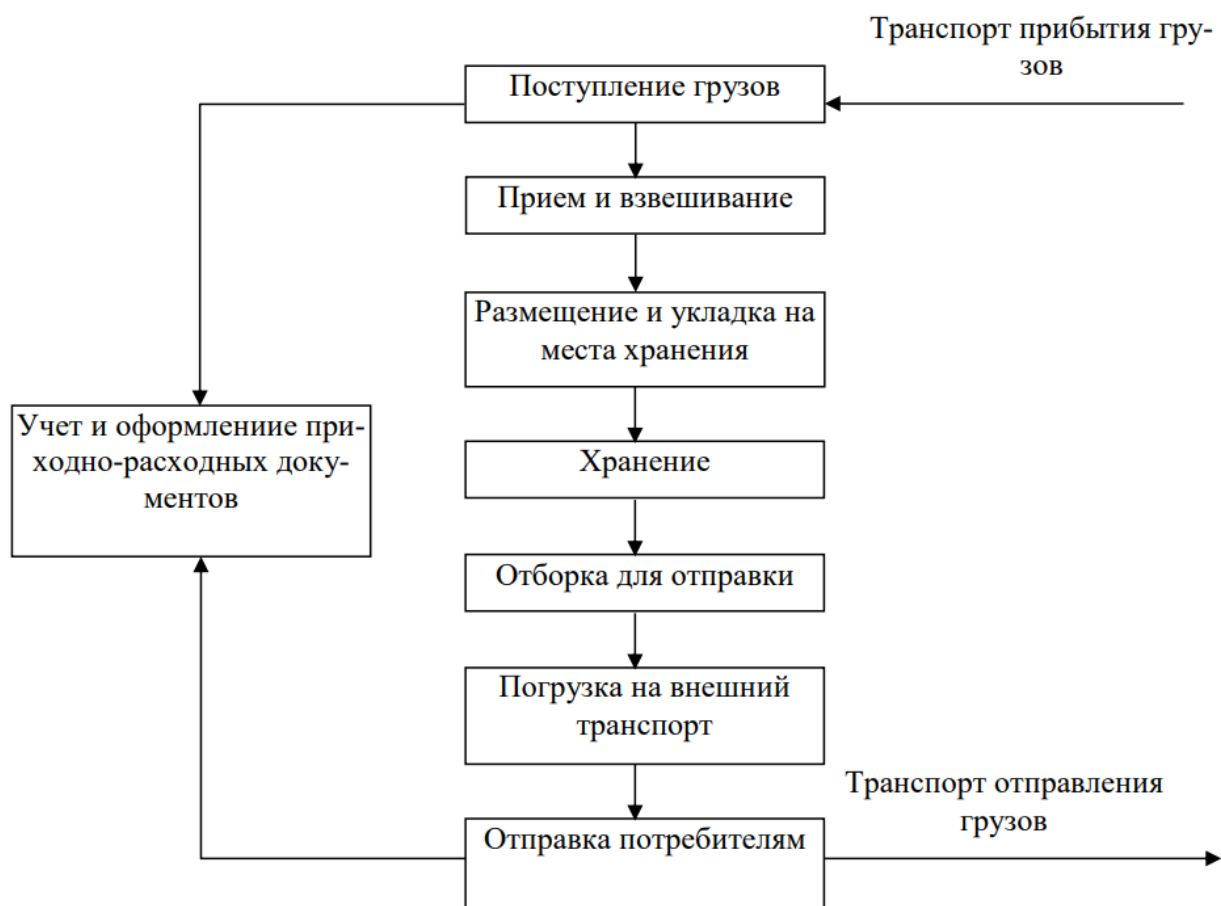 Транспорт прибытия гру-
зов
Поступление грузов
Прием и взвешивание
Размещение и укладка на
места хранения
Учет и оформлениие при-
ходно-расходных доку-
ментов
Хранение
Отборка для отправки
Погрузка на внешний
транспорт
Транспорт отправления
грузов
Отправка потребителям